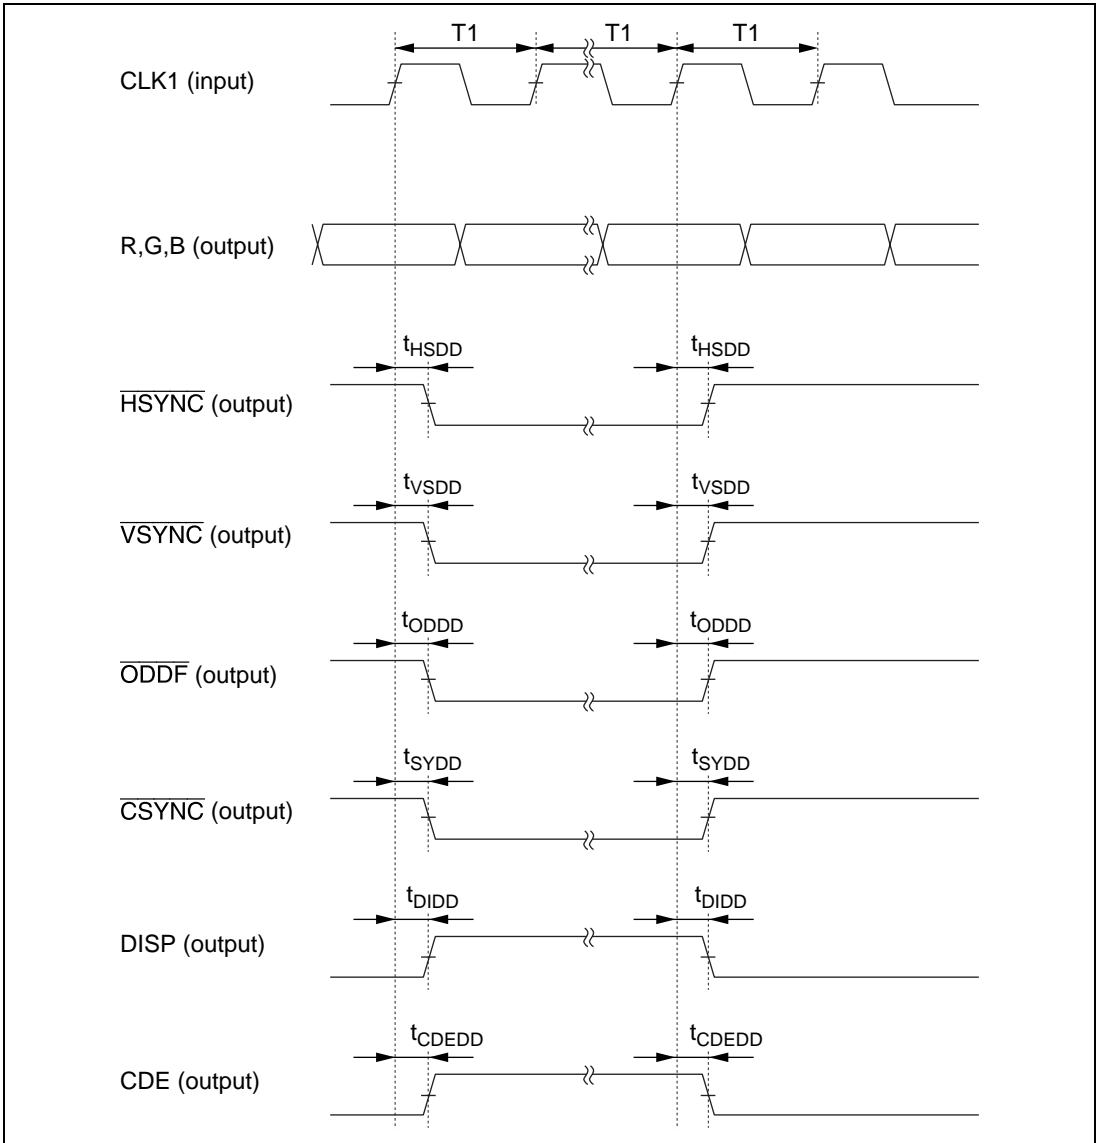 T1 T1 T1
CLK1 (input)
R,G,B (output)
tHSDD tHSDD
HSYNC (output)
tVSDD tVSDD
VSYNC (output)
tODDD tODDD
ODDF (output)
tSYDD tSYDD
CSYNC (output)
tDIDD tDIDD
DISP (output)
tCDEDD tCDEDD
CDE (output)